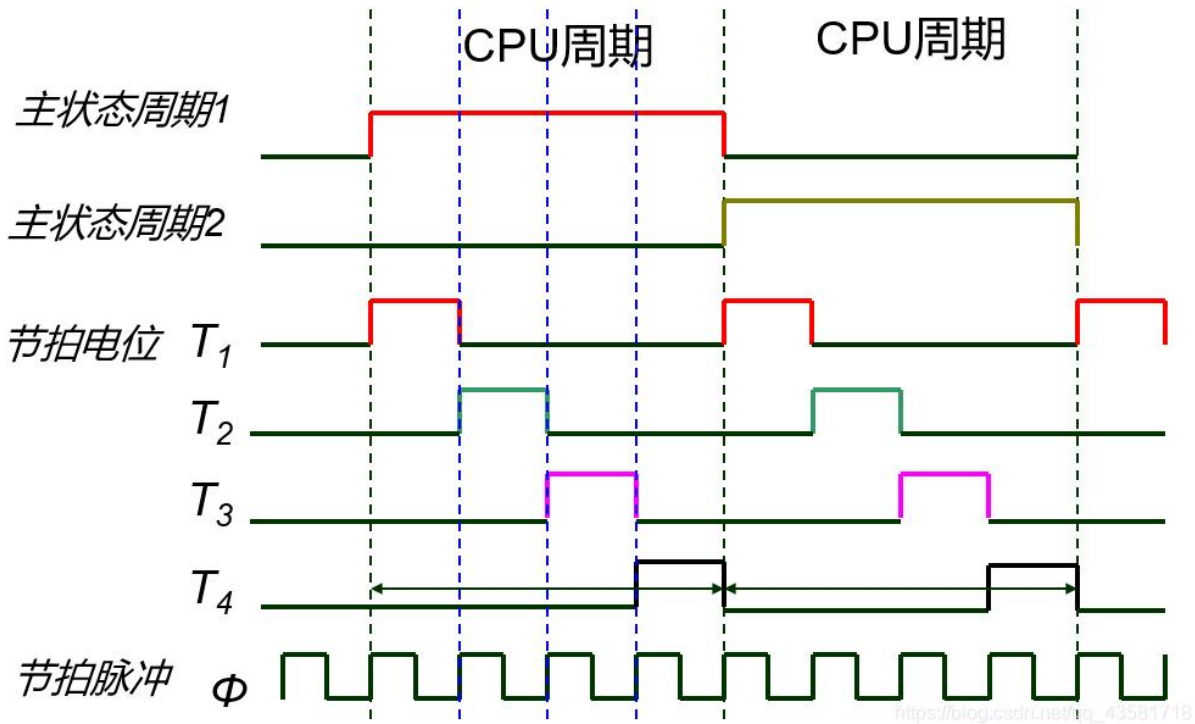 CPU周期 CPU周期
主状态周期1
主状态周期2
节拍电位 T1
T2
T3
T4
节拍脉冲 Φ
https://blog.csdn.net/qq_43581718